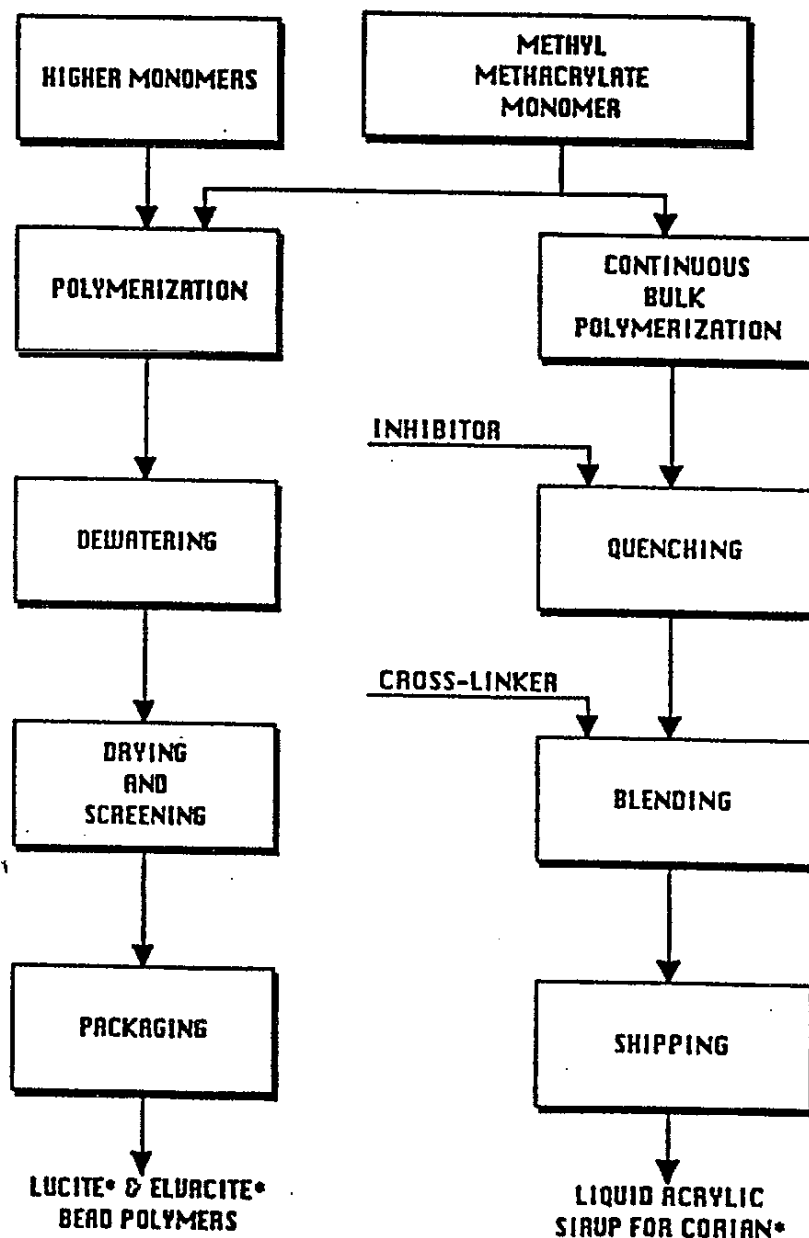 HIGHER MONOMERS
METHYL
METHACRYLATE
MONOMER
POLYMERIZATION
CONTINUOUS
BULK
POLYMERIZATION
INHIBITOR
DEWATERING
QUENCHING
CROSS-LINKER
DRYING
AND
SCREENING
BLENDING
PACKAGING
SHIPPING
LUCITE* & ELVACITE*
BEAD POLYMERS
LIQUID ACRYLIC
SIRUP FOR CORIAN*